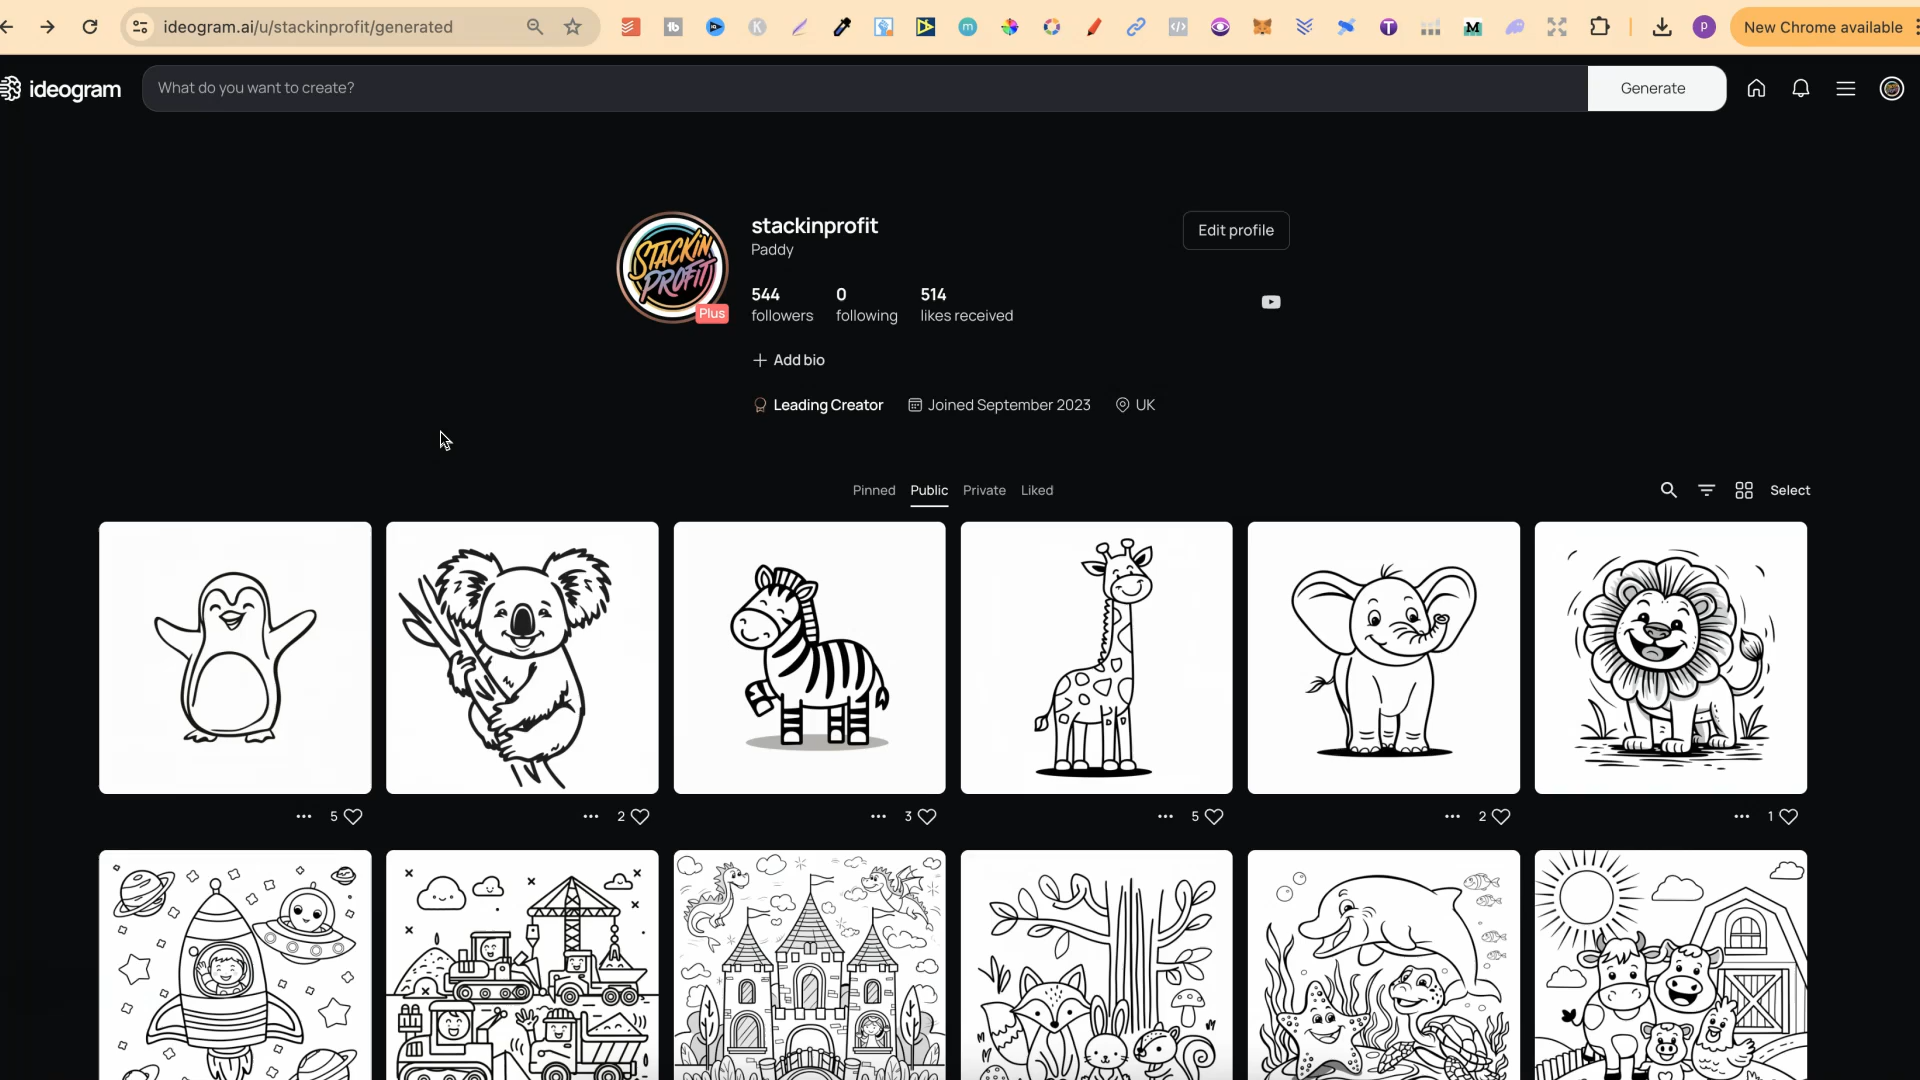 ideogram.ai/u/stackinprofit/generated
New Chrome available
ideogram
What do you want to create?
Generate
STACKIN
PROFIT
Plus
stackinprofit
Paddy
Edit profile
544
0
514
followers
following
likes received
Add bio
Leading Creator
Joined September 2023
UK
Pinned
Public
Private
Liked
Select
5
2
3
5
2
1